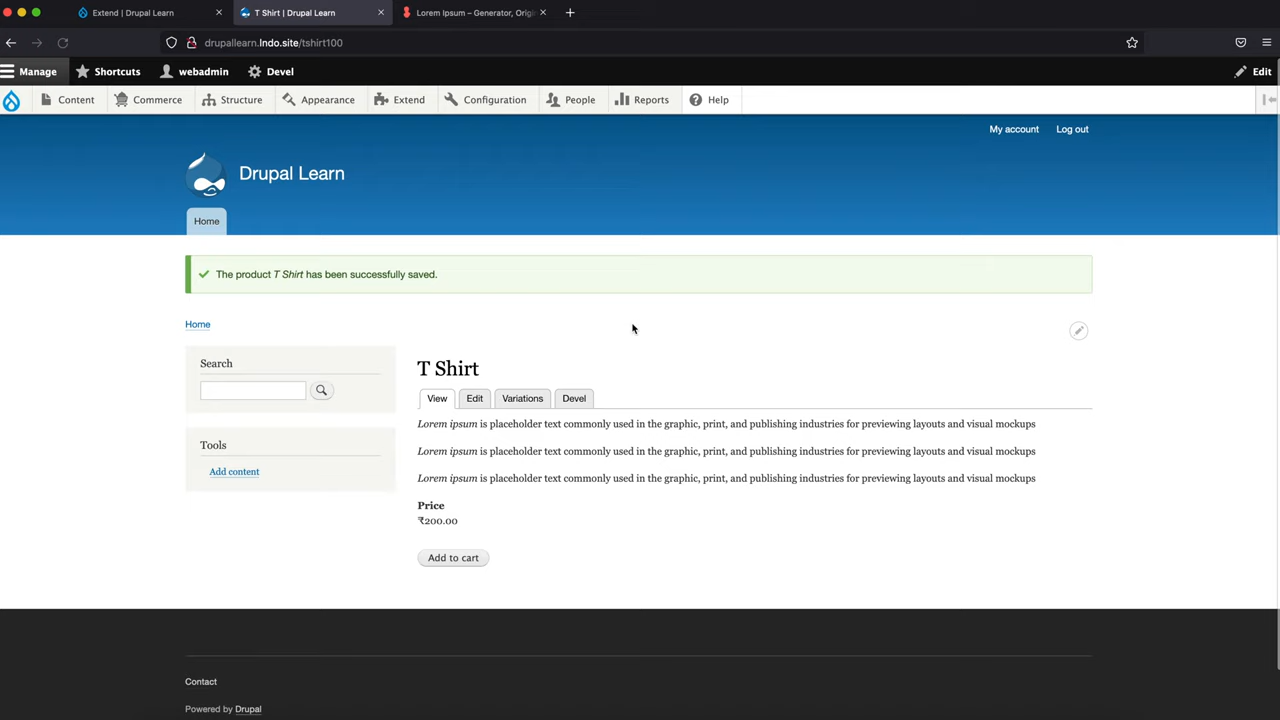 Extend | Drupal Learn
T Shirt | Drupal Learn
Lorem Ipsum – Generator, Orig
drupallearn.lndo.site/tshirt100
Manage
Shortcuts
webadmin
Devel
Edit
Content
Commerce
Structure
Appearance
Extend
Configuration
People
Reports
Help
My account
Log out
Drupal Learn
Home
The product T Shirt has been successfully saved.
Home
Search
T Shirt
View
Edit
Variations
Devel
Lorem ipsum is placeholder text commonly used in the graphic, print, and publishing industries for previewing layouts and visual mockups
Tools
Lorem ipsum is placeholder text commonly used in the graphic, print, and publishing industries for previewing layouts and visual mockups
Add content
Lorem ipsum is placeholder text commonly used in the graphic, print, and publishing industries for previewing layouts and visual mockups
Price
₹200.00
Add to cart
Contact
Powered by Drupal